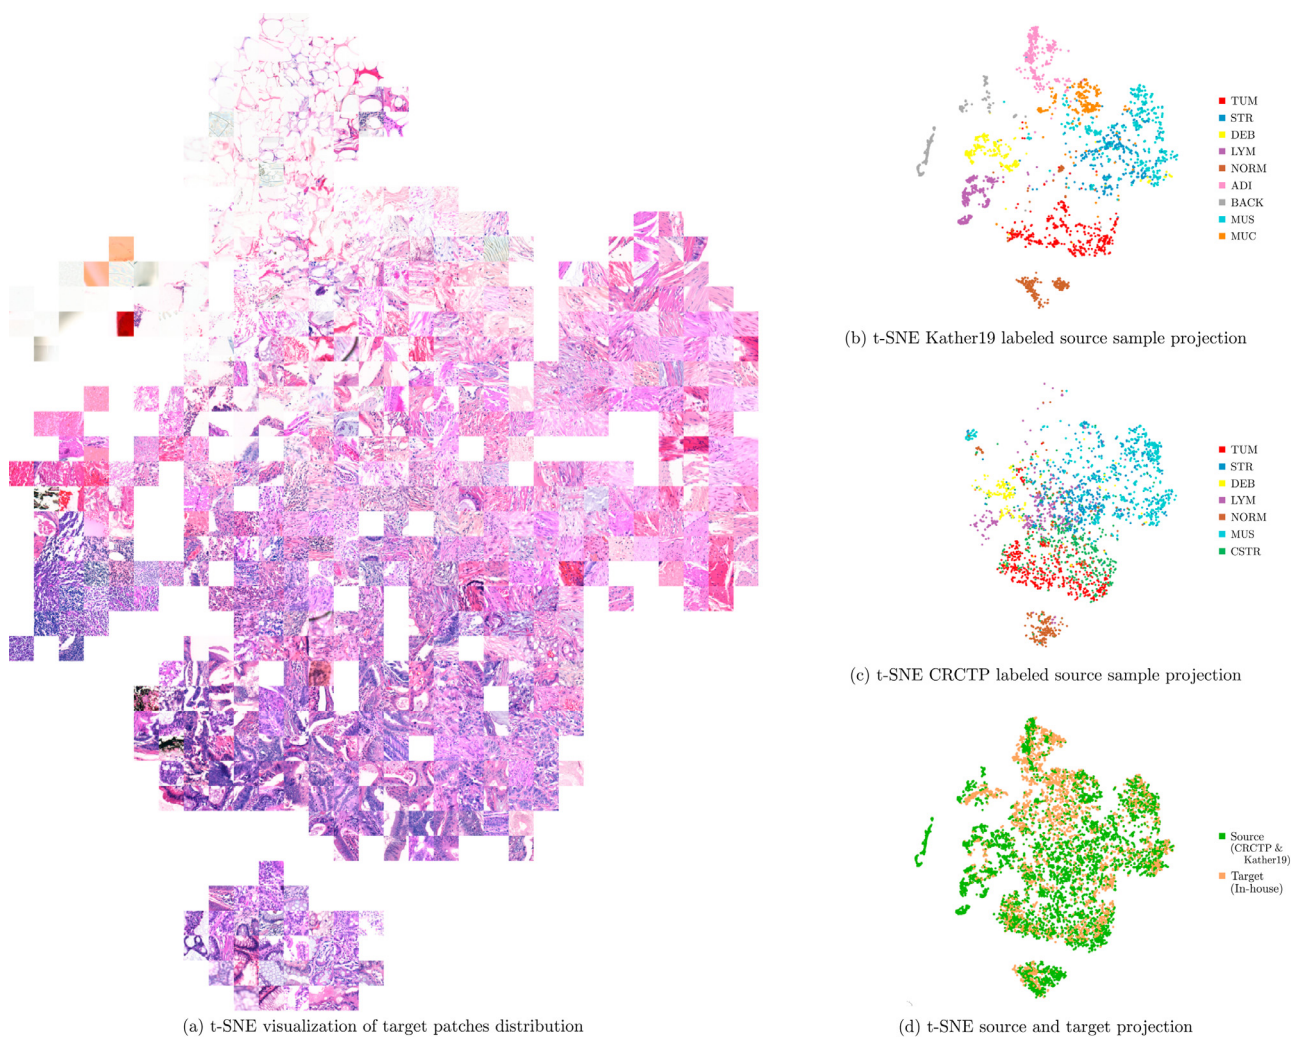 TUM
STR
DEB
LYM
NORM
ADI
BACK
MUS
MUC
(b) t-SNE Kather19 labeled source sample projection
TUM
STR
DEB
LYM
NORM
MUS
CSTR
(c) t-SNE CRCTP labeled source sample projection
Source
(CRCTP &
Kather19)
Target
(In-house)
(a) t-SNE visualization of target patches distribution
(d) t-SNE source and target projection